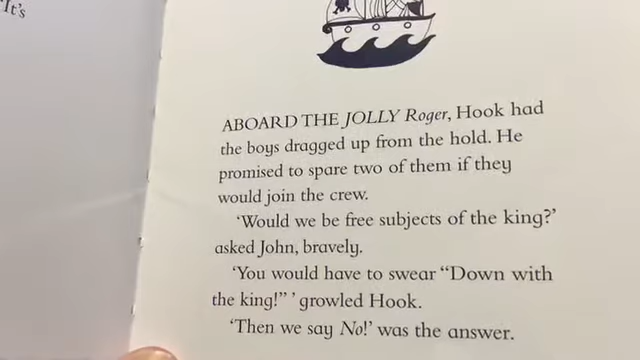 It's
ABOARD THE JOLLY Roger, Hook had
the boys dragged up from the hold. He
promised to spare two of them if they
would join the crew.
‘Would we be free subjects of the king?’
asked John, bravely.
‘You would have to swear “Down with
the king!” ’ growled Hook.
‘Then we say No!’ was the answer.